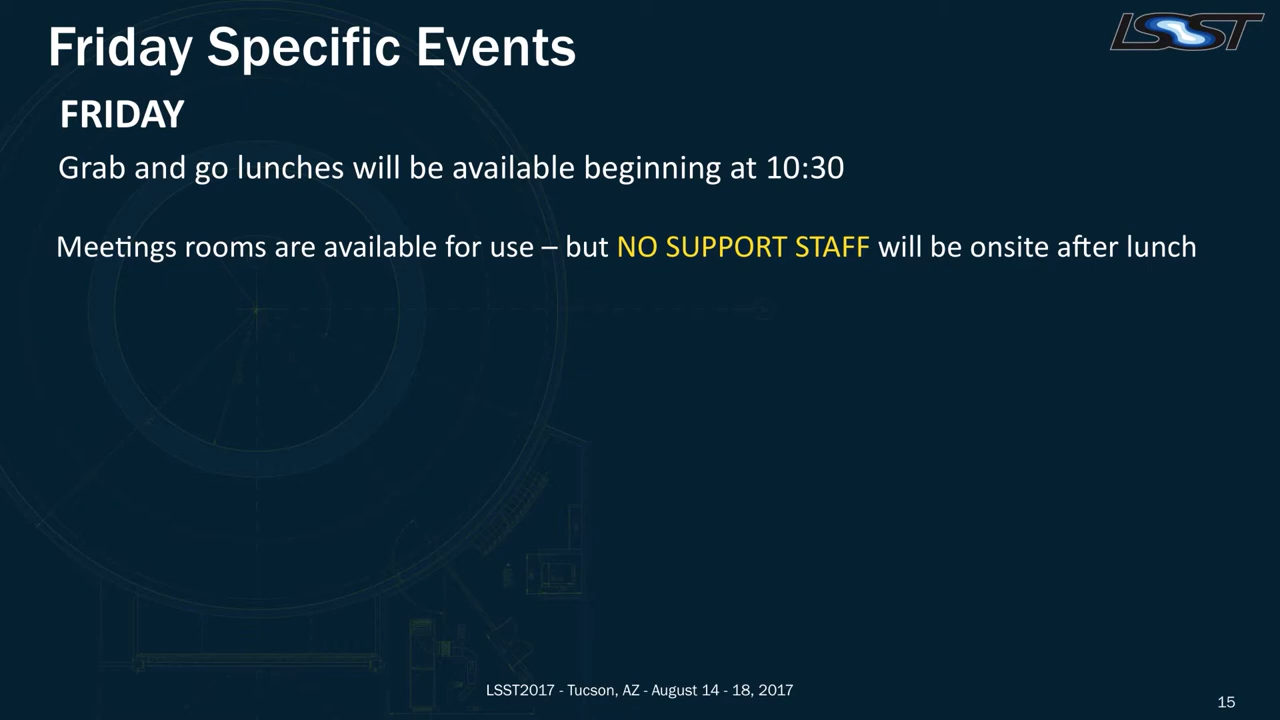 Friday Specific Events
LSST
FRIDAY
Grab and go lunches will be available beginning at 10:30
Meetings rooms are available for use – but NO SUPPORT STAFF will be onsite after lunch
LSST2017 - Tucson, AZ - August 14 - 18, 2017
15